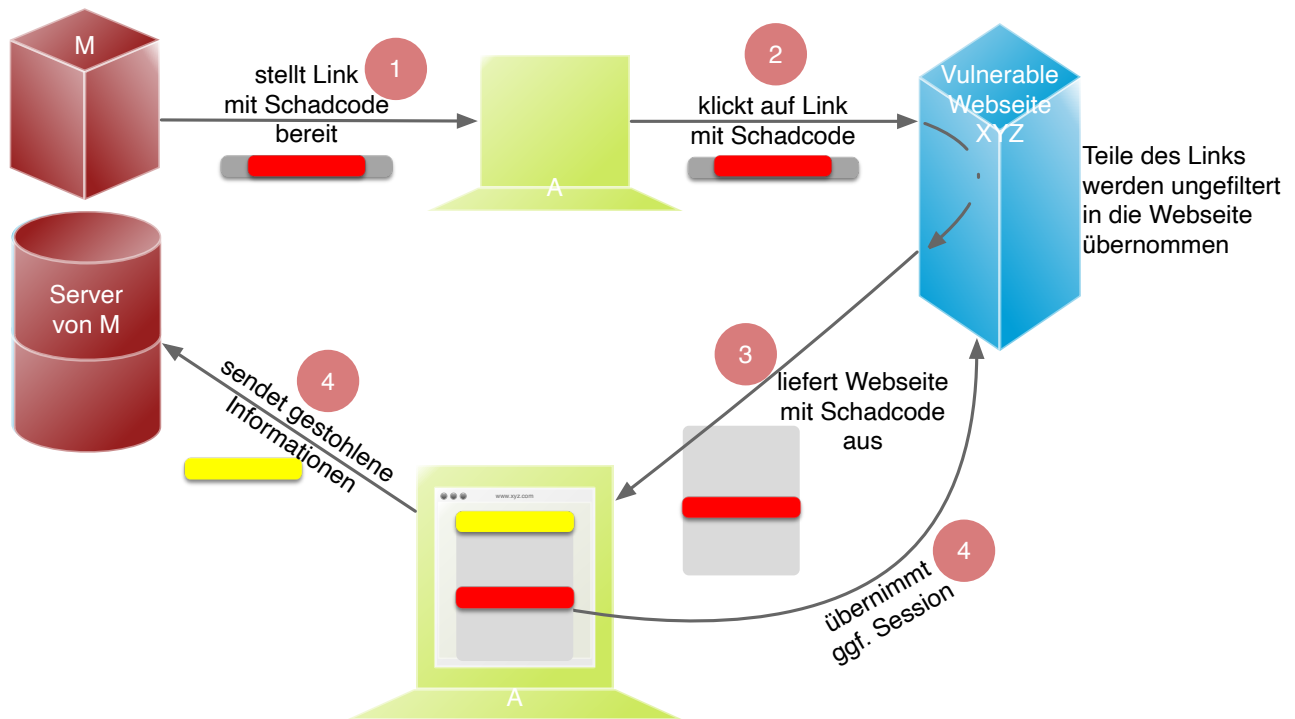 M
stellt Link
mit Schadcode
bereit
1
A
2
klickt auf Link
mit Schadcode
Vulnerable
Webseite
XYZ
Teile des Links
werden ungefiltert
in die Webseite
übernommen
Server
von M
3
liefert Webseite
mit Schadcode
aus
4
sendet gestohlene
Informationen
www.xyz.com
A
4
übernimmt
ggf. Session